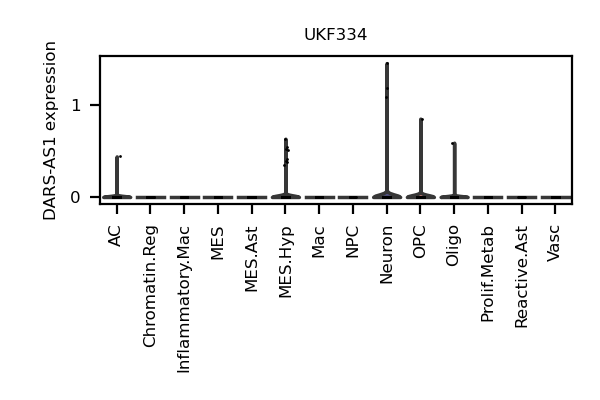 UKF334
DARS-AS1 expression
1
0
AC
Chromatin.Reg
Inflammatory.Mac
MES
MES.Ast
MES.Hyp
Mac
NPC
Neuron
OPC
Oligo
Prolif.Metab
Reactive.Ast
Vasc